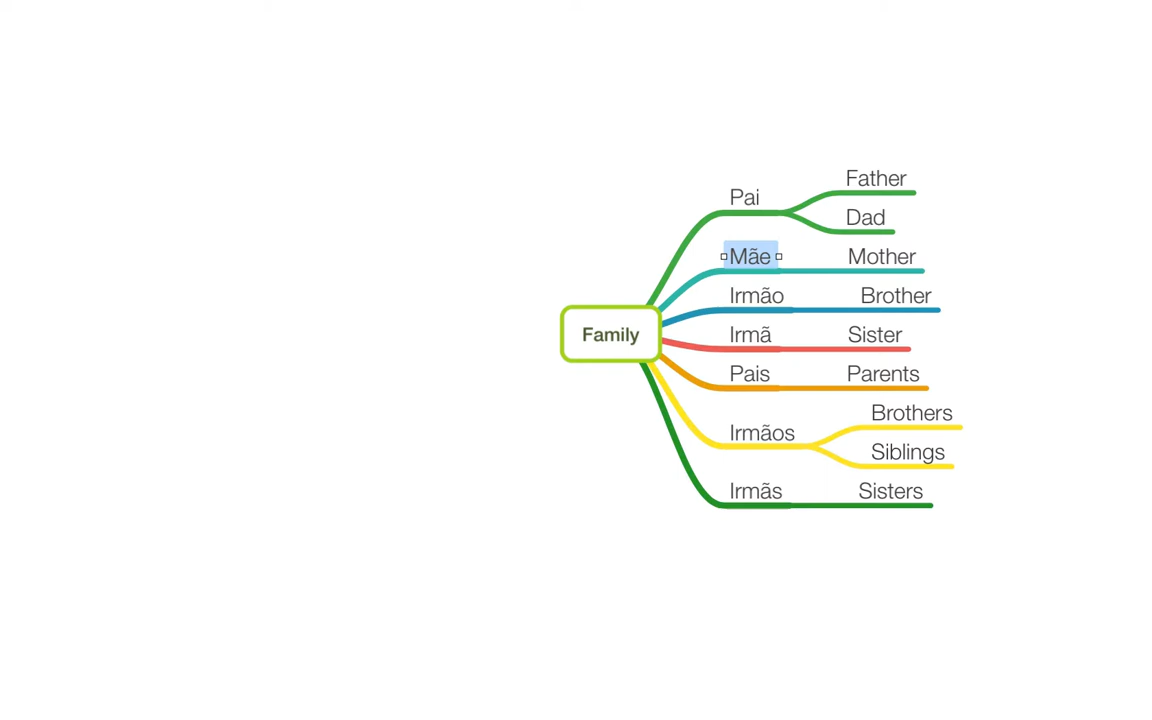 Family
Pai
Father
Dad
Mãe
Mother
Irmão
Brother
Irmã
Sister
Pais
Parents
Irmãos
Brothers
Siblings
Irmãs
Sisters